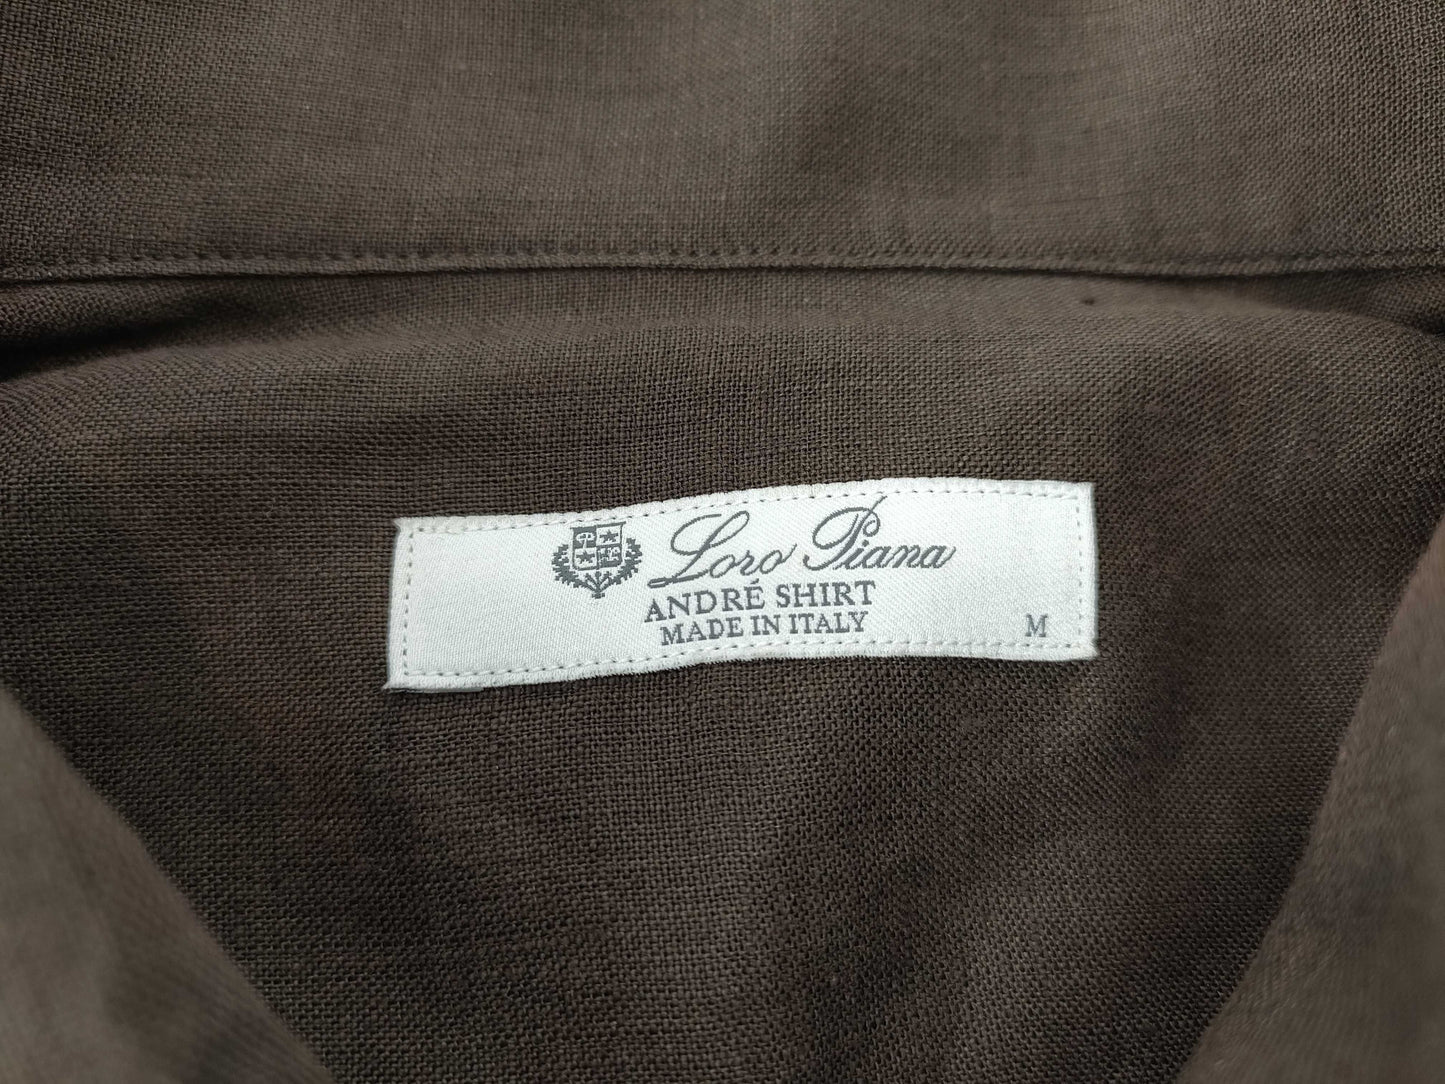 Loro Piana
ANDRÉ SHIRT
MADE IN ITALY
M